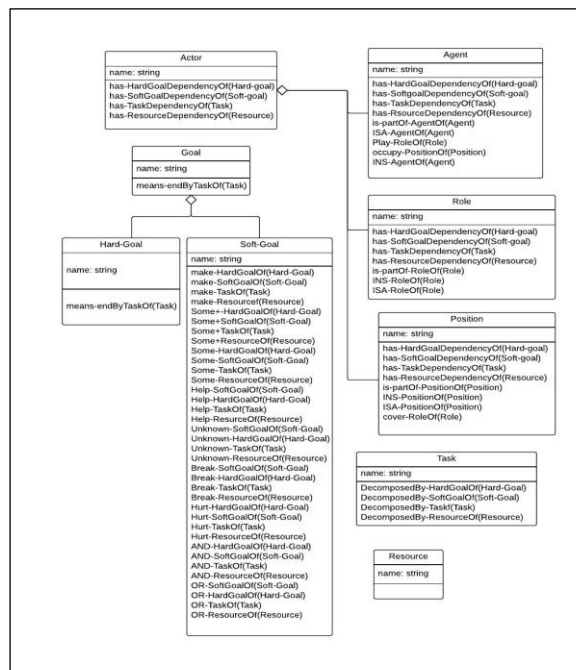 Actor
name: string
has-HardGoalDependencyOf(Hard-goal)
has-SoftGoalDependencyOf(Soft-goal)
has-TaskDependencyOf(Task)
has-ResourceDependencyOf(Resource)
Goal
name: string
means-endByTaskOf(Task)
Hard-Goal
name: string
means-endByTaskOf(Task)
Soft-Goal
name: string
make-HardGoalOf(Hard-Goal)
make-SoftGoalOf(Soft-Goal)
make-TaskOf(Task)
make-Resourcef(Resource)
Some+-HardGoalOf(Hard-Goal)
Some+SoftGoalOf(Soft-Goal)
Some+TaskOf(Task)
Some+ResourceOf(Resource)
Some-HardGoalOf(Hard-Goal)
Some-SoftGoalOf(Soft-Goal)
Some-TaskOf(Task)
Some-ResourceOf(Resource)
Help-SoftGoalOf(Soft-Goal)
Help-HardGoalOf(Hard-Goal)
Help-TaskOf(Task)
Help-ResurceOf(Resource)
Unknown-SoftGoalOf(Soft-Goal)
Unknown-HardGoalOf(Hard-Goal)
Unknown-TaskOf(Task)
Unknown-ResourceOf(Resource)
Break-SoftGoalOf(Soft-Goal)
Break-HardGoalOf(Hard-Goal)
Break-TaskOf(Task)
Break-ResourceOf(Resource)
Hurt-HardGoalOf(Hard-Goal)
Hurt-SoftGoalOf(Soft-Goal)
Hurt-TaskOf(Task)
Hurt-ResourceOf(Resource)
AND-HardGoalOf(Hard-Goal)
AND-SoftGoalOf(Soft-Goal)
AND-TaskOf(Task)
AND-ResourceOf(Resource)
OR-SoftGoalOf(Soft-Goal)
OR-HardGoalOf(Hard-Goal)
OR-TaskOf(Task)
OR-ResourceOf(Resource)
Agent
name: string
has-HardGoalDependencyOf(Hard-goal)
has-SoftgoalDependencyOf(Soft-goal)
has-TaskDependencyOf(Task)
has-RsourceDependencyOf(Resource)
is-partOf-AgentOf(Agent)
ISA-AgentOf(Agent)
Play-RoleOf(Role)
occupy-PositionOf(Position)
INS-AgentOf(Agent)
Role
name: string
has-HardGoalDependencyOf(Hard-goal)
has-SoftGoalDependencyOf(Soft-goal)
has-TaskDependencyOf(Task)
has-ResourceDependencyOf(Resource)
is-partOf-RoleOf(Role)
INS-RoleOf(Role)
ISA-RoleOf(Role)
Position
name: string
has-HardGoalDependencyOf(Hard-goal)
has-SoftGoalDependencyOf(Soft-goal)
has-TaskDependencyOf(Task)
has-ResourceDependencyOf(Resource)
is-partOf-PositionOf(Position)
INS-PositionOf(Position)
ISA-PositionOf(Position)
cover-RoleOf(Role)
Task
name: string
DecomposedBy-HardGoalOf(Hard-Goal)
DecomposedBy-SoftGoalOf(Soft-Goal)
DecomposedBy-Taskf(Task)
DecomposedBy-ResourceOf(Resource)
Resource
name: string